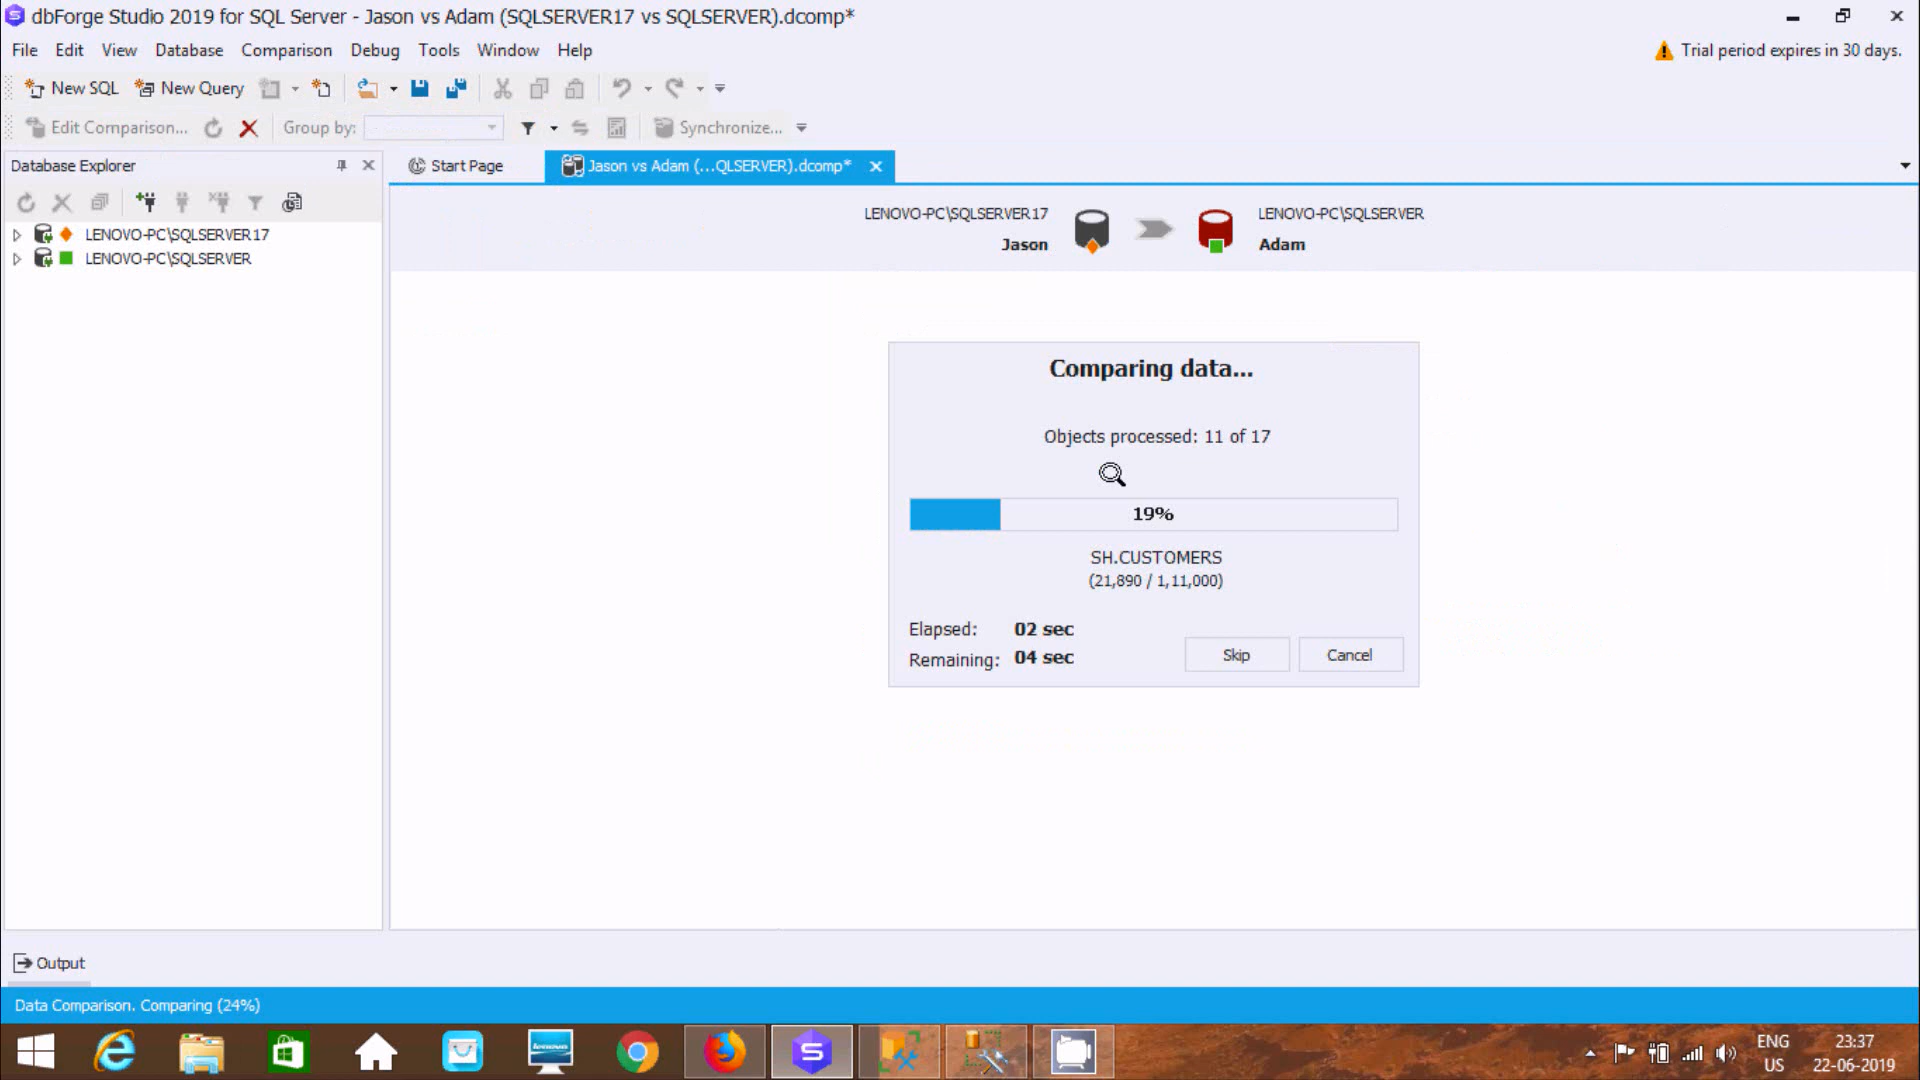 dbForge Studio 2019 for SQL Server - Jason vs Adam (SQLSERVER17 vs SQLSERVER).dcomp*
File Edit View Database Comparison Debug Tools Window Help
Trial period expires in 30 days.
New SQL New Query
Edit Comparison... Group by: Synchronize...
Database Explorer
Start Page
Jason vs Adam (...QLSERVER).dcomp*
LENOVO-PC\SQLSERVER17
LENOVO-PC\SQLSERVER
LENOVO-PC\SQLSERVER17
Jason
LENOVO-PC\SQLSERVER
Adam
Comparing data...
Objects processed: 11 of 17
19%
SH.CUSTOMERS
(21,890 / 1,11,000)
Elapsed: 02 sec
Remaining: 04 sec
Skip Cancel
Output
Data Comparison. Comparing (24%)
S
lenovo
ENG
US
23:37
22-06-2019